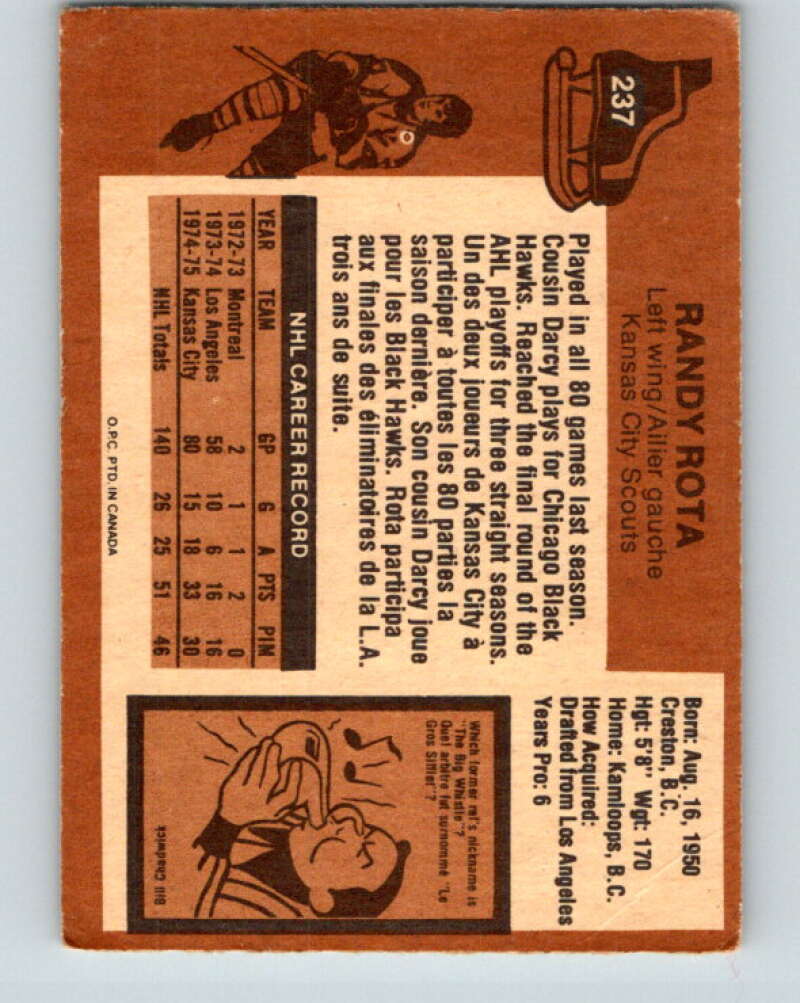 237
RANDY ROTA
Left wing/Ailier gauche
Kansas City Scouts
Born: Aug. 16, 1950
Creston, B.C.
Hgt: 5'8" Wgt: 170
Home: Kamloops, B.C.
How Acquired:
Drafted from Los Angeles
Years Pro: 6
Played in all 80 games last season.
Cousin Darcy plays for Chicago Black
Hawks. Reached the final round of the
AHL playoffs for three straight seasons.
Un des deux joueurs de Kansas City à
participer à toutes les 80 parties la
saison dernière. Son cousin Darcy joue
pour les Black Hawks. Rota participa
aux finales des éliminatoires de la L.A.
trois ans de suite.
NHL CAREER RECORD
YEAR TEAM GP G A PTS PIM
1972-73 Montreal 2 1 1 2 0
1973-74 Los Angeles 58 10 6 16 16
1974-75 Kansas City 80 15 18 33 30
NHL Totals 140 26 25 51 46
Which former ref's nickname is
"The Big Whistle"?
Quel arbitre fut surnommé "Le
Gros Sifflet"?
Bill Chadwick
O.P.C. PTD. IN CANADA